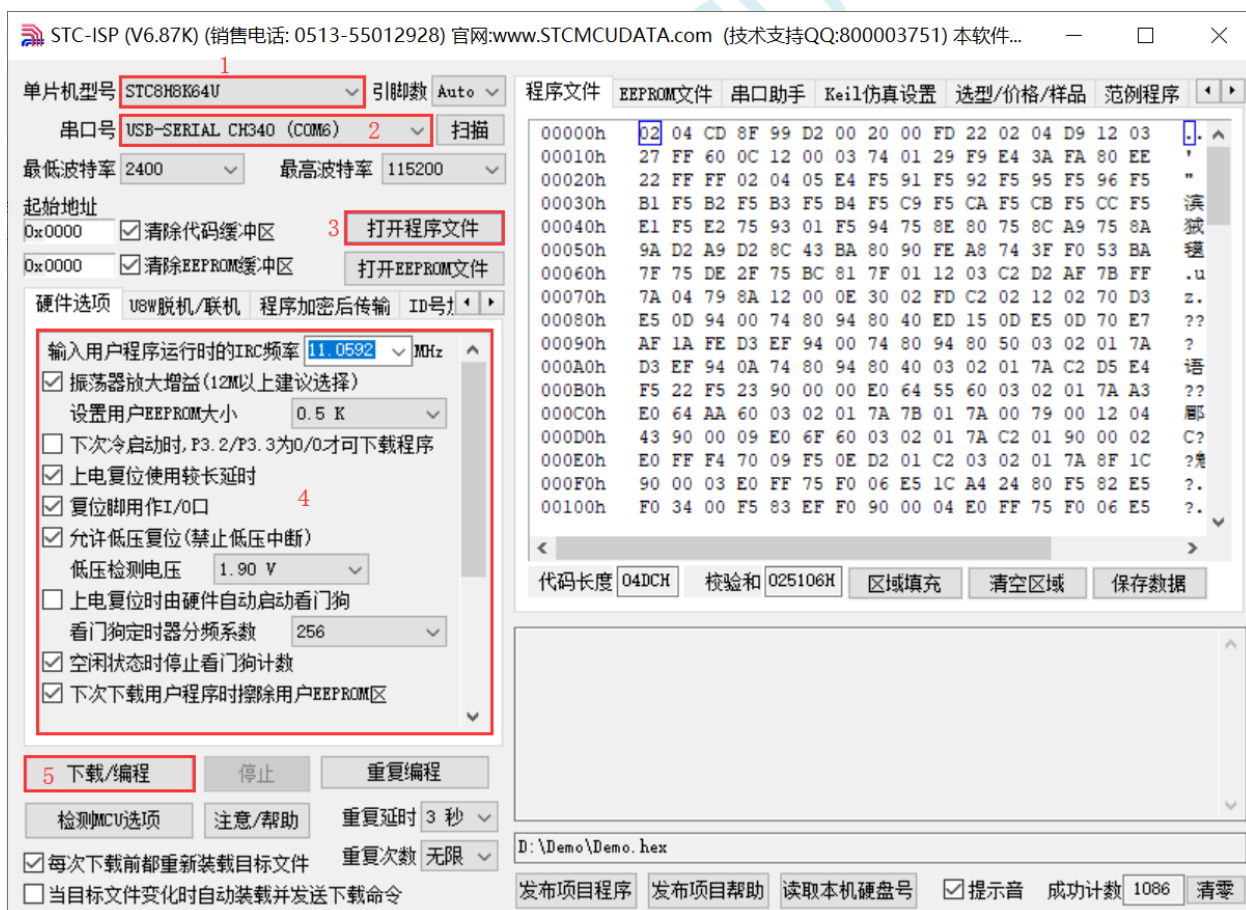 STC-ISP (V6.87K) (销售电话: 0513-55012928) 官网:www.STCMCUDATA.com (技术支持QQ:800003751) 本软件...
1
单片机型号 STC8H8K64U 引脚数 Auto
串口号 USB-SERIAL CH340 (COM6) 2 扫描
最低波特率 2400 最高波特率 115200
起始地址
0x0000 清除代码缓冲区 3 打开程序文件
0x0000 清除EEPROM缓冲区 打开EEPROM文件
硬件选项 U8W脱机/联机 程序加密后传输 ID号
输入用户程序运行时的IRC频率 11.0592 MHz
振荡器放大增益(12M以上建议选择)
设置用户EEPROM大小 0.5 K
下次冷启动时,P3.2/P3.3为0/0才可下载程序
上电复位使用较长延时
4
复位脚用作I/O口
允许低压复位(禁止低压中断)
低压检测电压 1.90 V
上电复位时由硬件自动启动看门狗
看门狗定时器分频系数 256
空闲状态时停止看门狗计数
下次下载用户程序时擦除用户EEPROM区
5 下载/编程 停止 重复编程
检测MCU选项 注意/帮助 重复延时 3 秒
每次下载前都重新装载目标文件 重复次数 无限
当目标文件变化时自动装载并发送下载命令
程序文件 EEPROM文件 串口助手 Keil仿真设置 选型/价格/样品 范例程序
00000h 02 04 CD 8F 99 D2 00 20 00 FD 22 02 04 D9 12 03 ..
00010h 27 FF 60 0C 12 00 03 74 01 29 F9 E4 3A FA 80 EE '
00020h 22 FF FF 02 04 05 E4 F5 91 F5 92 F5 95 F5 96 F5 "
00030h B1 F5 B2 F5 B3 F5 B4 F5 C9 F5 CA F5 CB F5 CC F5 滨
00040h E1 F5 E2 75 93 01 F5 94 75 8E 80 75 8C A9 75 8A
00050h 9A D2 A9 D2 8C 43 BA 80 90 FE A8 74 3F F0 53 BA
00060h 7F 75 DE 2F 75 BC 81 7F 01 12 03 C2 D2 AF 7B FF .u
00070h 7A 04 79 8A 12 00 0E 30 02 FD C2 02 12 02 70 D3 z.
00080h E5 0D 94 00 74 80 94 80 40 ED 15 0D E5 0D 70 E7 ??
00090h AF 1A FE D3 EF 94 00 74 80 94 80 50 03 02 01 7A ?
000A0h D3 EF 94 0A 74 80 94 80 40 03 02 01 7A C2 D5 E4 语
000B0h F5 22 F5 23 90 00 00 E0 64 55 60 03 02 01 7A A3 ??
000C0h E0 64 AA 60 03 02 01 7A 7B 01 7A 00 79 00 12 04 郿
000D0h 43 90 00 09 E0 6F 60 03 02 01 7A C2 01 90 00 02 C?
000E0h E0 FF F4 70 09 F5 0E D2 01 C2 03 02 01 7A 8F 1C
000F0h 90 00 03 E0 FF 75 F0 06 E5 1C A4 24 80 F5 82 E5 ?.
00100h F0 34 00 F5 83 EF F0 90 00 04 E0 FF 75 F0 06 E5 ?.
代码长度 04DCH 校验和 025106H 区域填充 清空区域 保存数据
D:\Demo\Demo.hex
发布项目程序 发布项目帮助 读取本机硬盘号 提示音 成功计数 1086 清零